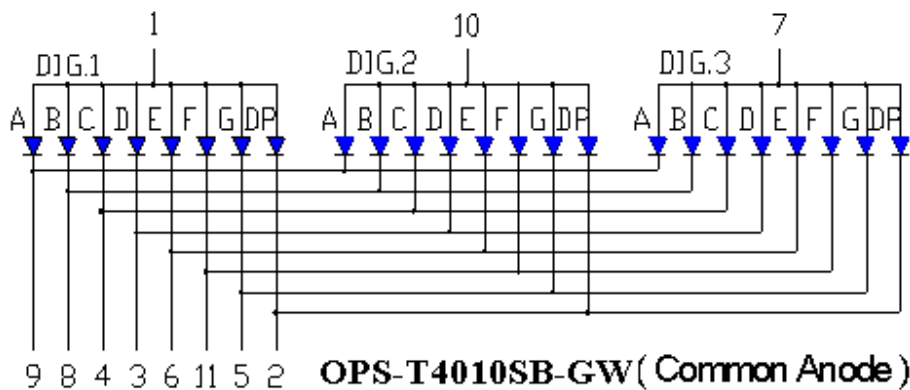 1 10 7
DIG.1 DIG.2 DIG.3
A B C D E F G DP A B C D E F G DP A B C D E F G DP
9 8 4 3 6 11 5 2 OPS-T4010SB-GW( Common Anode )